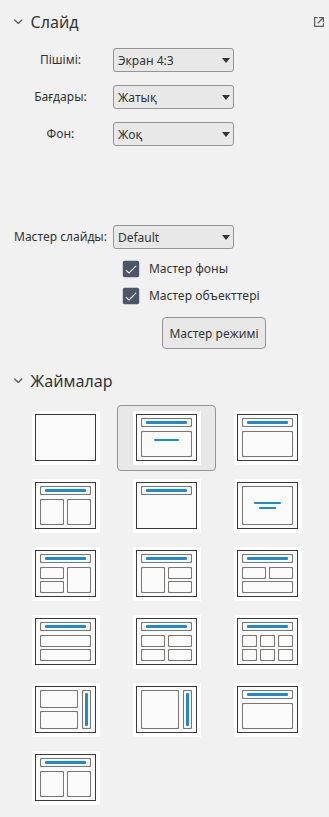 Слайд
Пішімі: Экран 4:3
Бағдары: Жатық
Фон: Жоқ
Мастер слайды: Default
Мастер фоны
Мастер объекттері
Мастер режимі
Жаймалар